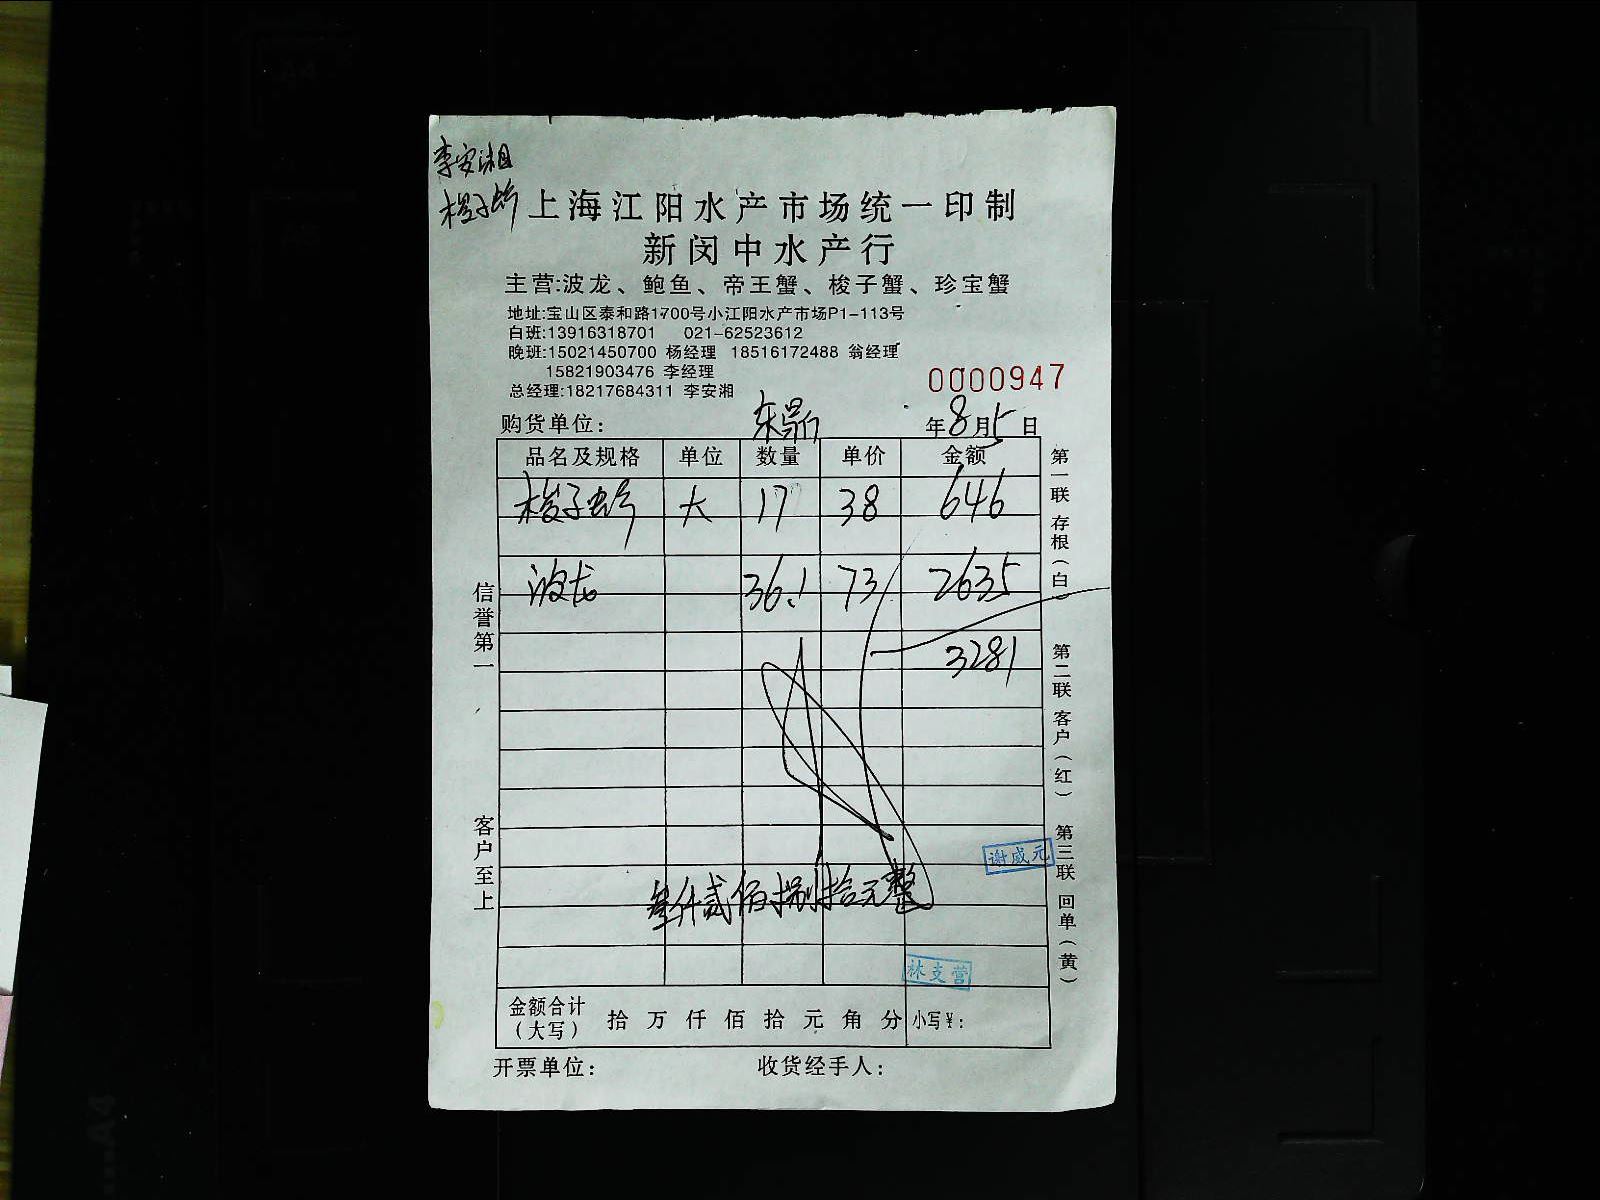 李安湘
梭子虾
上海江阳水产市场统一印制
新闵中水产行
主营:波龙、鲍鱼、帝王蟹、梭子蟹、珍宝蟹
地址:宝山区泰和路1700号小江阳水产市场P1-113号
白班:13916318701 021-62523612
晚班:15021450700 杨经理 18516172488 翁经理
15821903476 李经理
总经理:18217684311 李安湘
0000947
购货单位: 东景 年8月5日
品名及规格 单位 数量 单价 金额
梭子虾 大 17 38 646
波龙 36.1 73 2635
3281
叁仟贰佰捌拾元整
金额合计(大写) 拾 万 仟 佰 拾 元 角 分 小写¥:
开票单位: 收货经手人:
信誉第一
客户至上
第一联 存根(白)
第二联 客户(红)
第三联 回单(黄)
谢威元
林支营